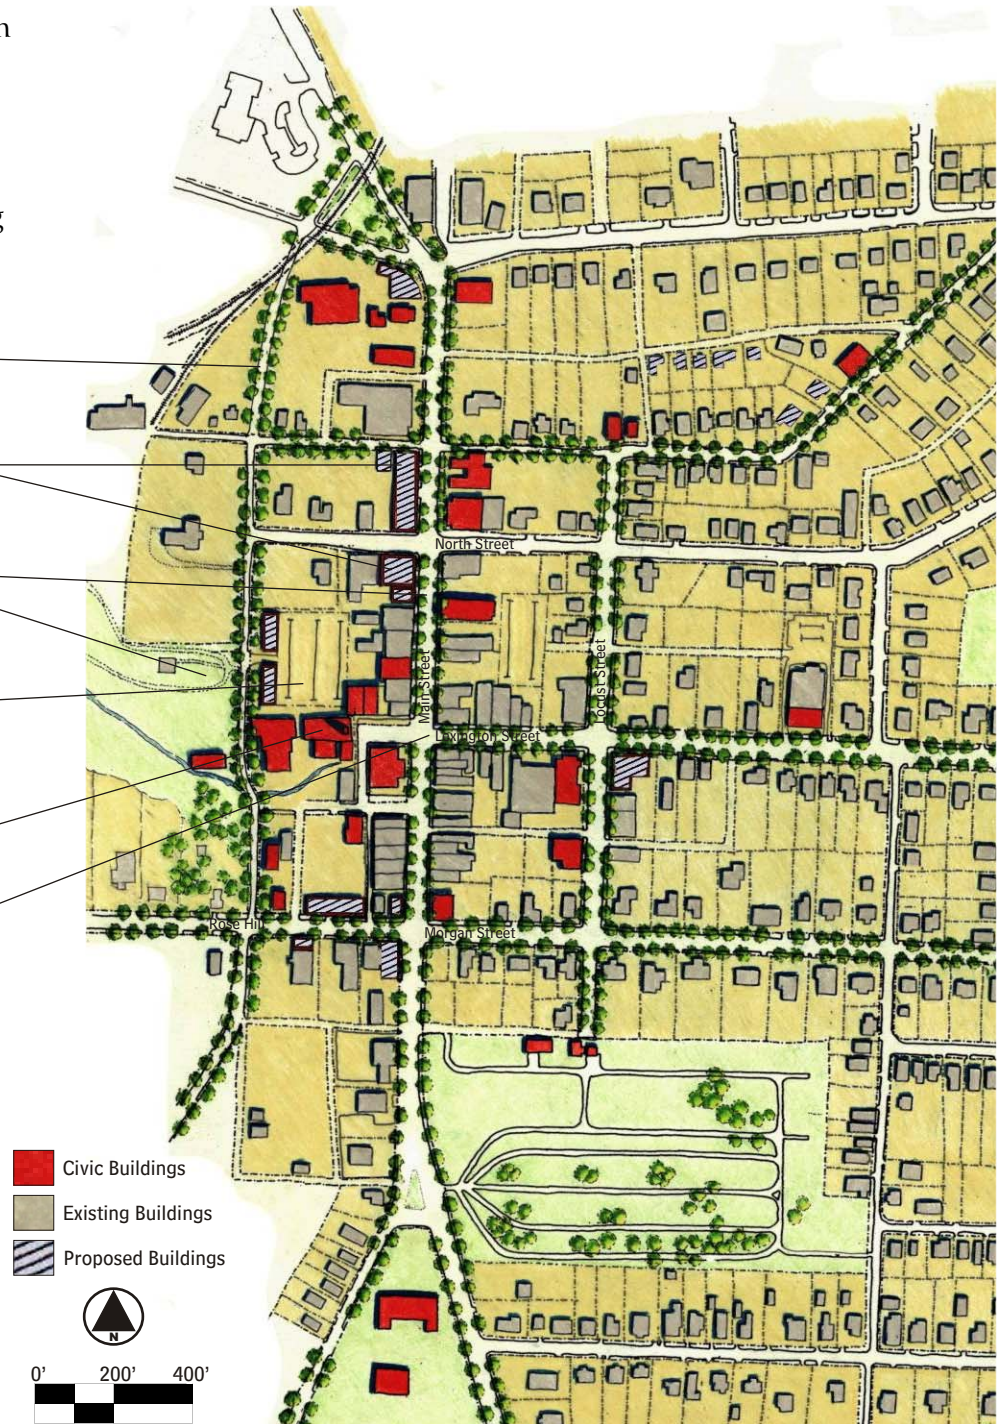 n
g
North Street
Main Street
Locust Street
Lexington Street
Rose Hill
Morgan Street
Civic Buildings
Existing Buildings
Proposed Buildings
N
0' 200' 400'